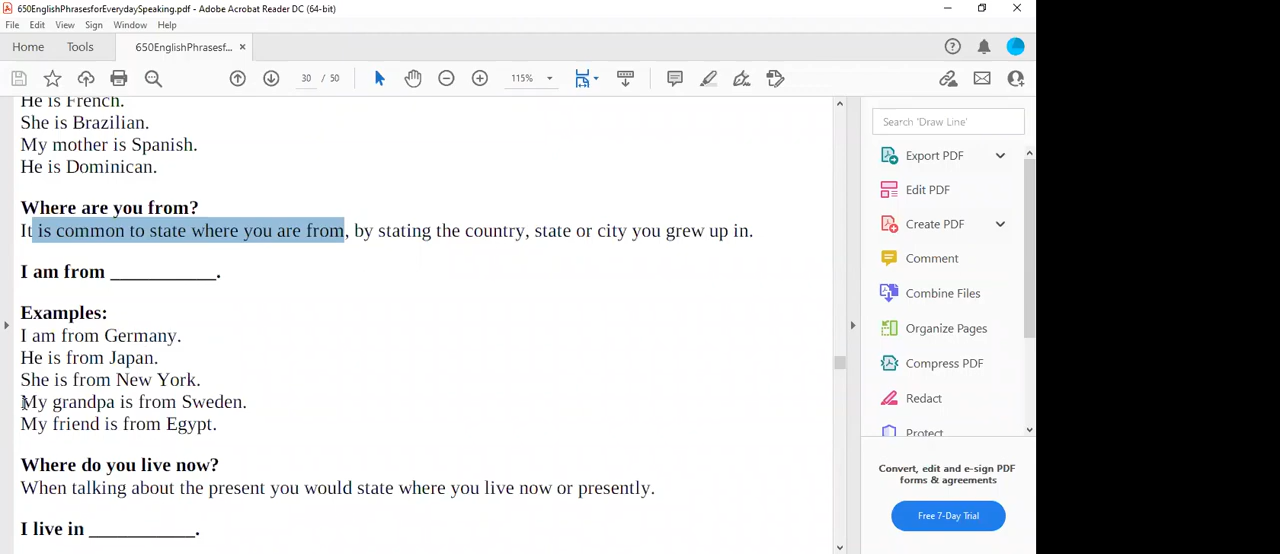 650EnglishPhrasesforEverydaySpeaking.pdf - Adobe Acrobat Reader DC (64-bit)
File Edit View Sign Window Help
Home Tools 650EnglishPhrasesf... ×
30 / 50 115%
He is French.
She is Brazilian.
My mother is Spanish.
He is Dominican.
Where are you from?
It is common to state where you are from, by stating the country, state or city you grew up in.
I am from ___________.
Examples:
I am from Germany.
He is from Japan.
She is from New York.
My grandpa is from Sweden.
My friend is from Egypt.
Where do you live now?
When talking about the present you would state where you live now or presently.
I live in ___________.
Search 'Draw Line'
Export PDF
Edit PDF
Create PDF
Comment
Combine Files
Organize Pages
Compress PDF
Redact
Protect
Convert, edit and e-sign PDF
forms & agreements
Free 7-Day Trial